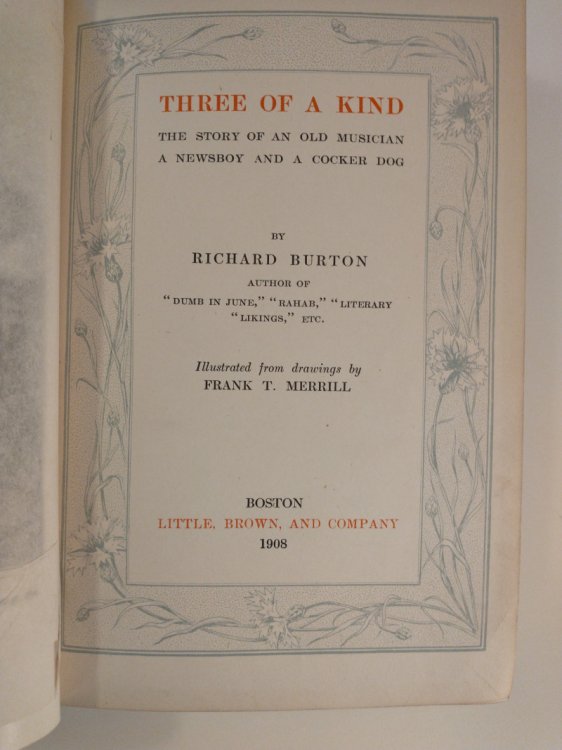 THREE OF A KIND
THE STORY OF AN OLD MUSICIAN
A NEWSBOY AND A COCKER DOG
BY
RICHARD BURTON
AUTHOR OF
"DUMB IN JUNE," "RAHAB," "LITERARY
"LIKINGS," ETC.
Illustrated from drawings by
FRANK T. MERRILL
BOSTON
LITTLE, BROWN, AND COMPANY
1908